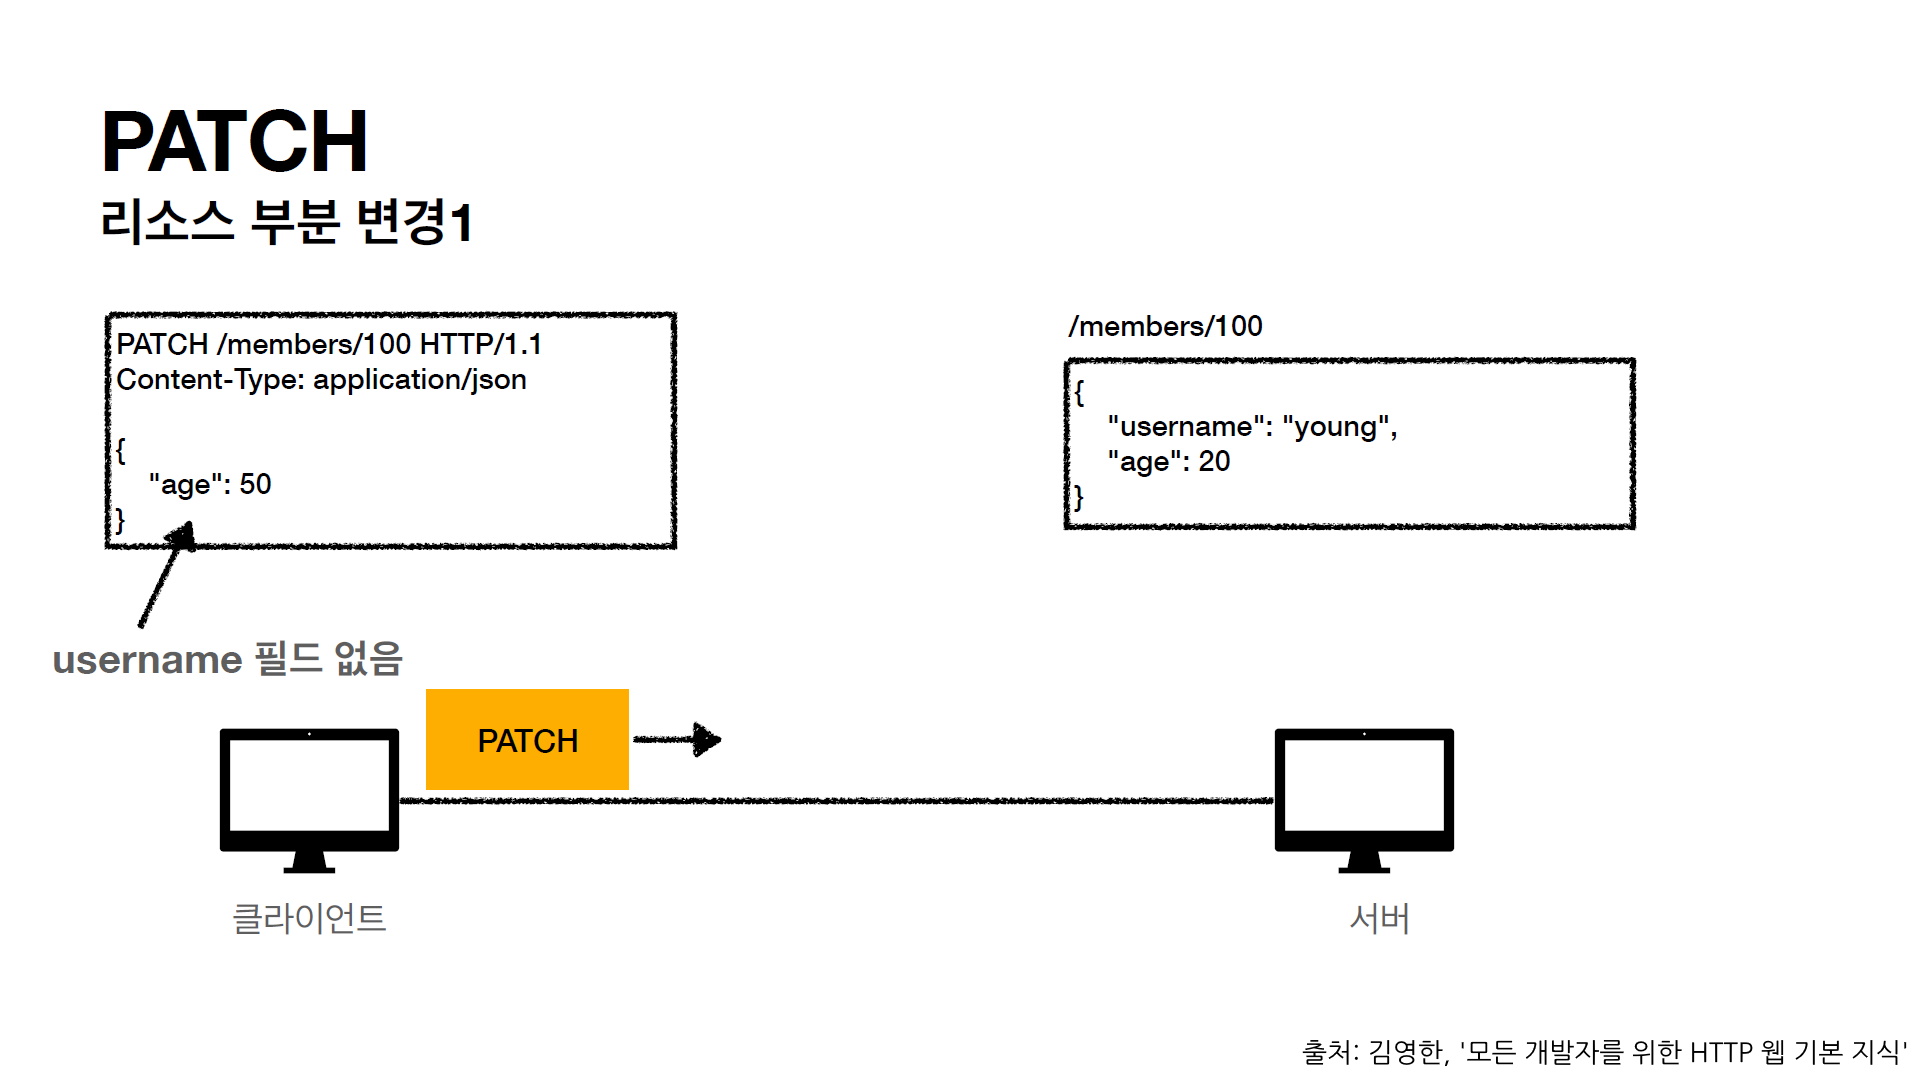 PATCH
리소스 부분 변경1
PATCH /members/100 HTTP/1.1
Content-Type: application/json
{
"age": 50
}
username 필드 없음
/members/100
{
"username": "young",
"age": 20
}
PATCH
클라이언트
서버
출처: 김영한, '모든 개발자를 위한 HTTP 웹 기본 지식'